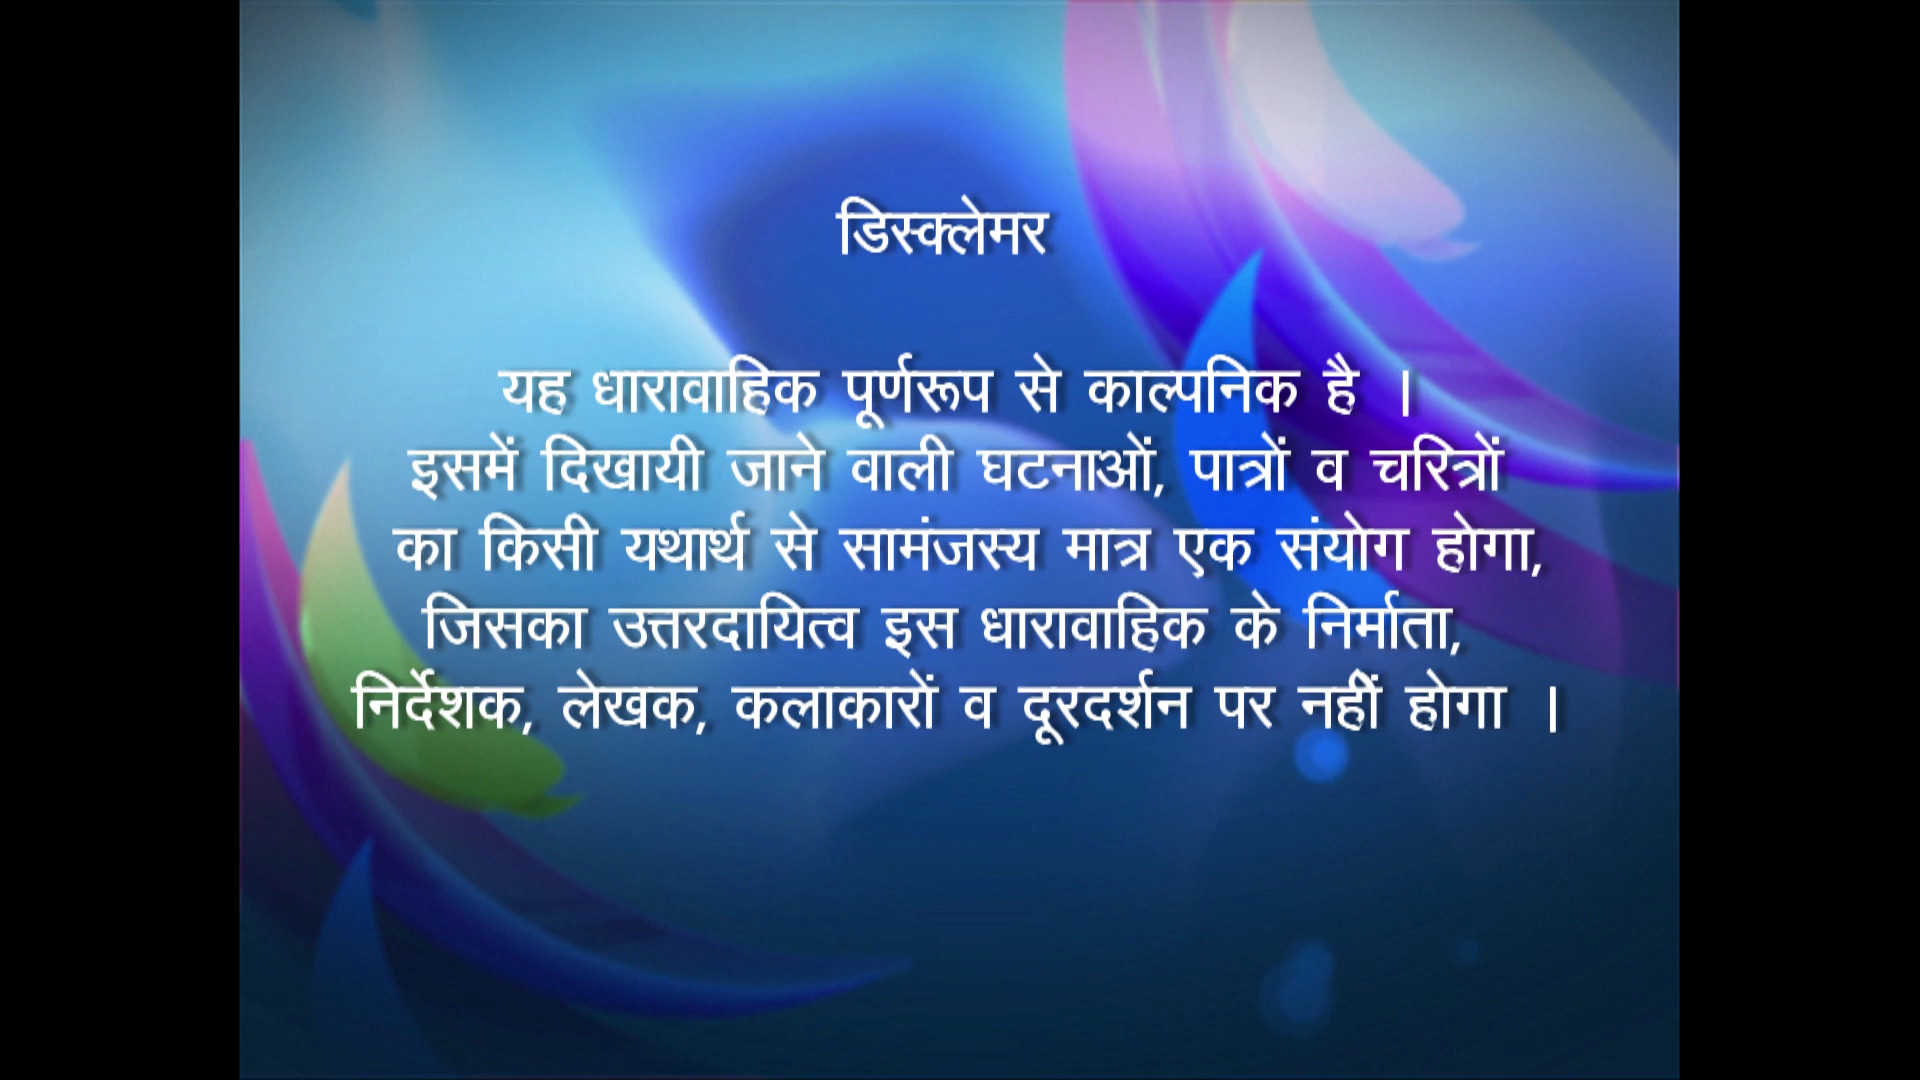 डिस्क्लेमर
यह धारावाहिक पूर्णरूप से काल्पनिक है ।
इसमें दिखायी जाने वाली घटनाओं, पात्रों व चरित्रों
का किसी यथार्थ से सामंजस्य मात्र एक संयोग होगा,
जिसका उत्तरदायित्व इस धारावाहिक के निर्माता,
निर्देशक, लेखक, कलाकारों व दूरदर्शन पर नहीं होगा ।